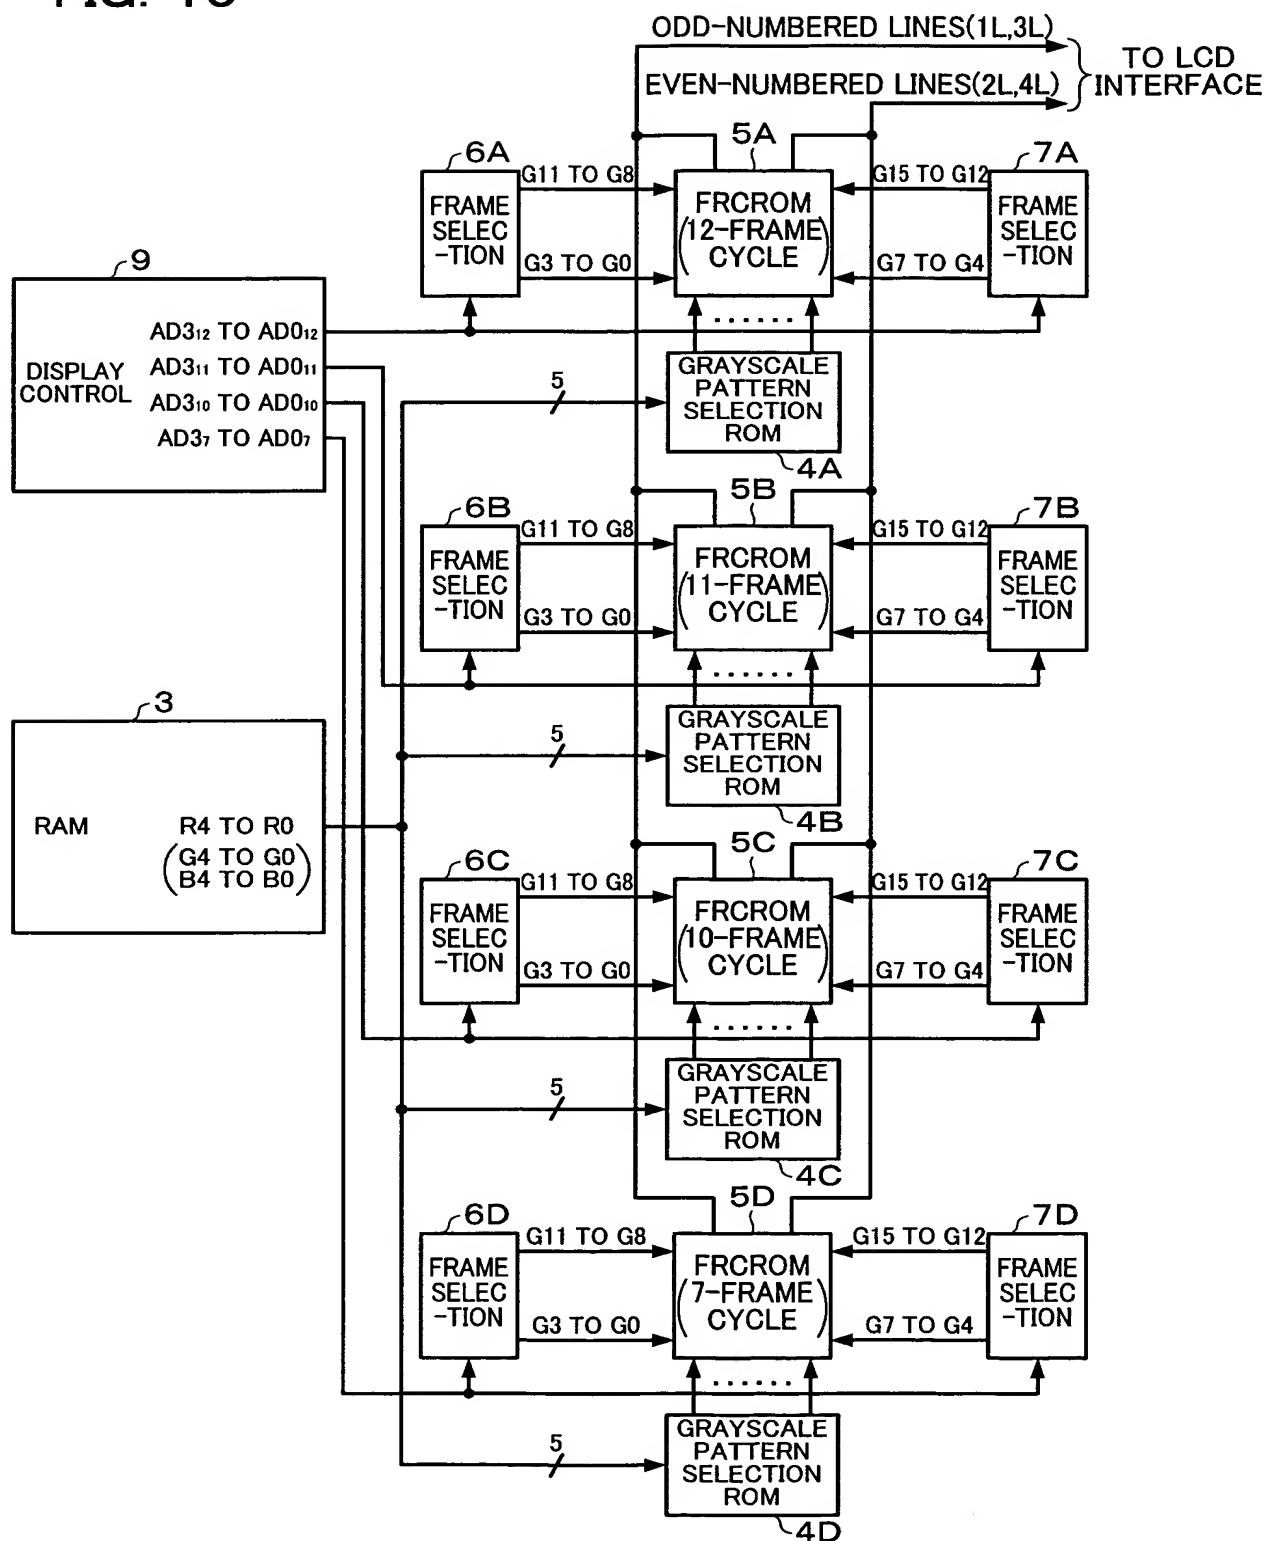 ODD-NUMBERED LINES(1L,3L)
TO LCD
INTERFACE
EVEN-NUMBERED LINES(2L,4L)
6A
5A
7A
FRAME
SELEC
-TION
G11 TO G8
G3 TO G0
FRCROM
(12-FRAME)
CYCLE
G15 TO G12
G7 TO G4
FRAME
SELEC
-TION
9
DISPLAY
CONTROL
AD3₁₂ TO AD0₁₂
AD3₁₁ TO AD0₁₁
AD3₁₀ TO AD0₁₀
AD3₇ TO AD0₇
5
......
GRAYSCALE
PATTERN
SELECTION
ROM
4A
6B
5B
7B
FRAME
SELEC
-TION
G11 TO G8
G3 TO G0
FRCROM
(11-FRAME)
CYCLE
G15 TO G12
G7 TO G4
FRAME
SELEC
-TION
5
......
GRAYSCALE
PATTERN
SELECTION
ROM
4B
3
RAM
R4 TO R0
(G4 TO G0)
(B4 TO B0)
6C
5C
7C
FRAME
SELEC
-TION
G11 TO G8
G3 TO G0
FRCROM
(10-FRAME)
CYCLE
G15 TO G12
G7 TO G4
FRAME
SELEC
-TION
5
......
GRAYSCALE
PATTERN
SELECTION
ROM
4C
6D
5D
7D
FRAME
SELEC
-TION
G11 TO G8
G3 TO G0
FRCROM
(7-FRAME)
CYCLE
G15 TO G12
G7 TO G4
FRAME
SELEC
-TION
5
......
GRAYSCALE
PATTERN
SELECTION
ROM
4D